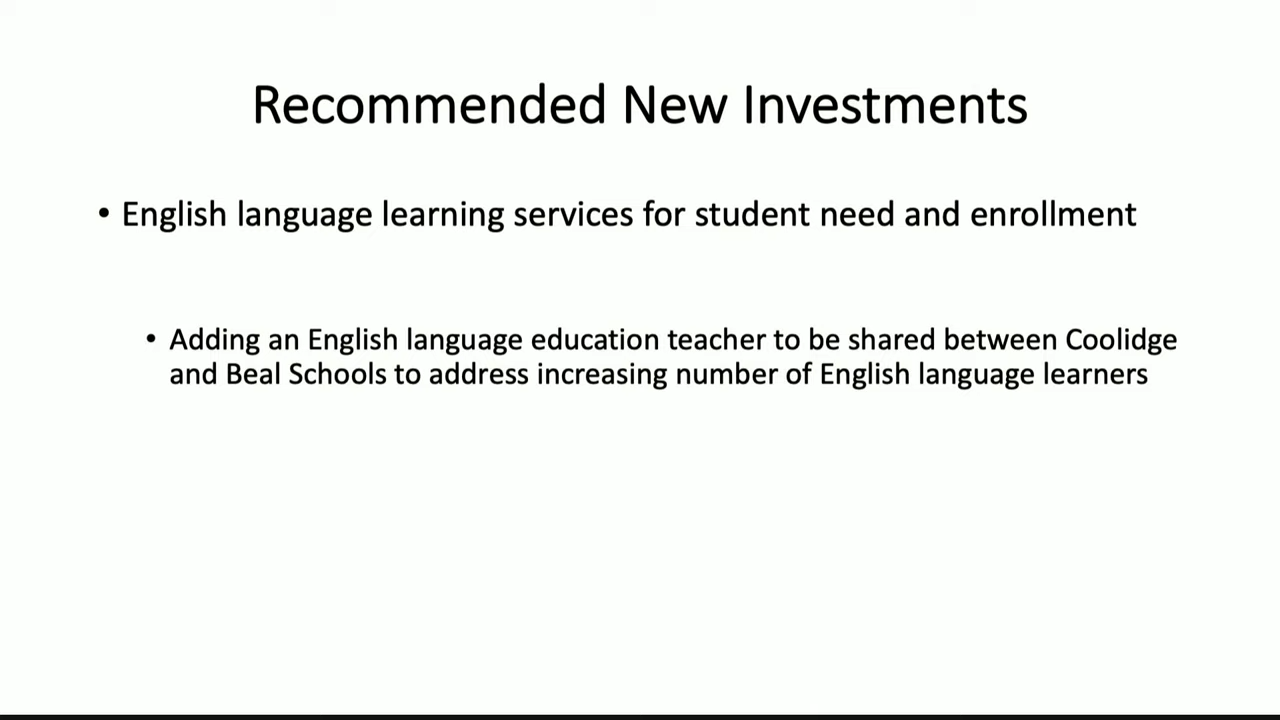 Recommended New Investments
• English language learning services for student need and enrollment
• Adding an English language education teacher to be shared between Coolidge
and Beal Schools to address increasing number of English language learners